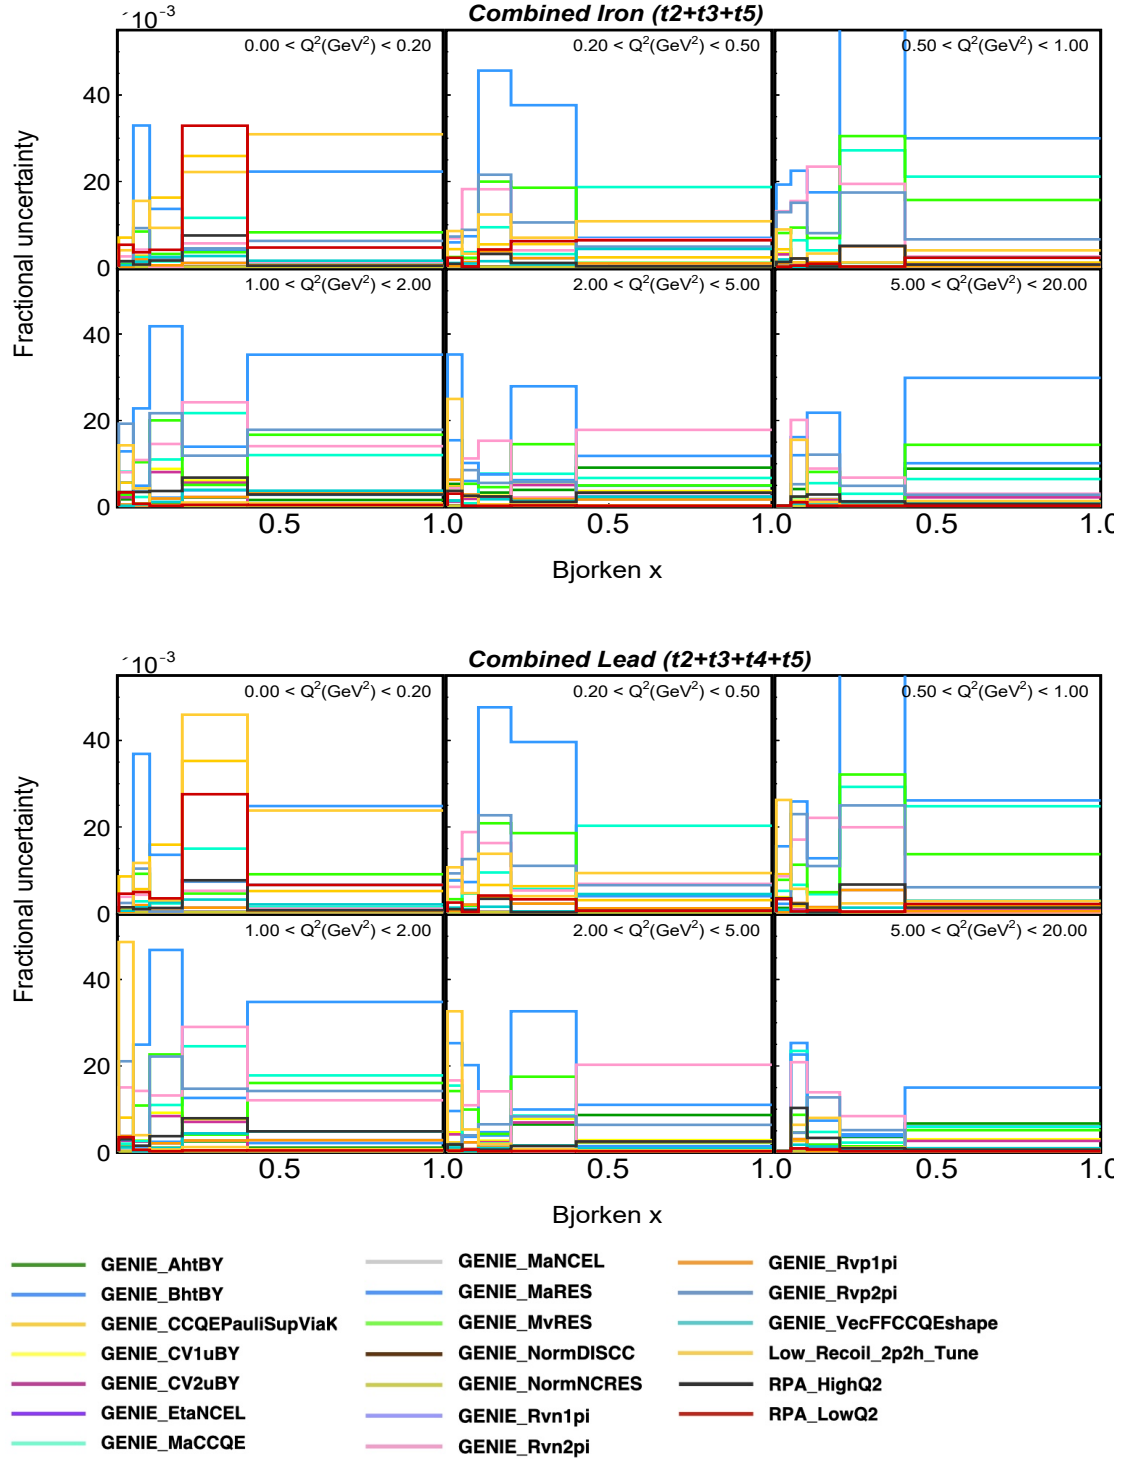 ´10⁻³
Combined Iron (t2+t3+t5)
0.00 < Q²(GeV²) < 0.20
0.20 < Q²(GeV²) < 0.50
0.50 < Q²(GeV²) < 1.00
40
20
0
Fractional uncertainty
1.00 < Q²(GeV²) < 2.00
2.00 < Q²(GeV²) < 5.00
5.00 < Q²(GeV²) < 20.00
40
20
0
0.5 1.0 0.5 1.0 0.5 1.0
Bjorken x
´10⁻³
Combined Lead (t2+t3+t4+t5)
0.00 < Q²(GeV²) < 0.20
0.20 < Q²(GeV²) < 0.50
0.50 < Q²(GeV²) < 1.00
40
20
0
Fractional uncertainty
1.00 < Q²(GeV²) < 2.00
2.00 < Q²(GeV²) < 5.00
5.00 < Q²(GeV²) < 20.00
40
20
0
0.5 1.0 0.5 1.0 0.5 1.0
Bjorken x
GENIE_AhtBY
GENIE_BhtBY
GENIE_CCQEPauliSupViaK
GENIE_CV1uBY
GENIE_CV2uBY
GENIE_EtaNCEL
GENIE_MaCCQE
GENIE_MaNCEL
GENIE_MaRES
GENIE_MvRES
GENIE_NormDISCC
GENIE_NormNCRES
GENIE_Rvn1pi
GENIE_Rvn2pi
GENIE_Rvp1pi
GENIE_Rvp2pi
GENIE_VecFFCCQEshape
Low_Recoil_2p2h_Tune
RPA_HighQ2
RPA_LowQ2